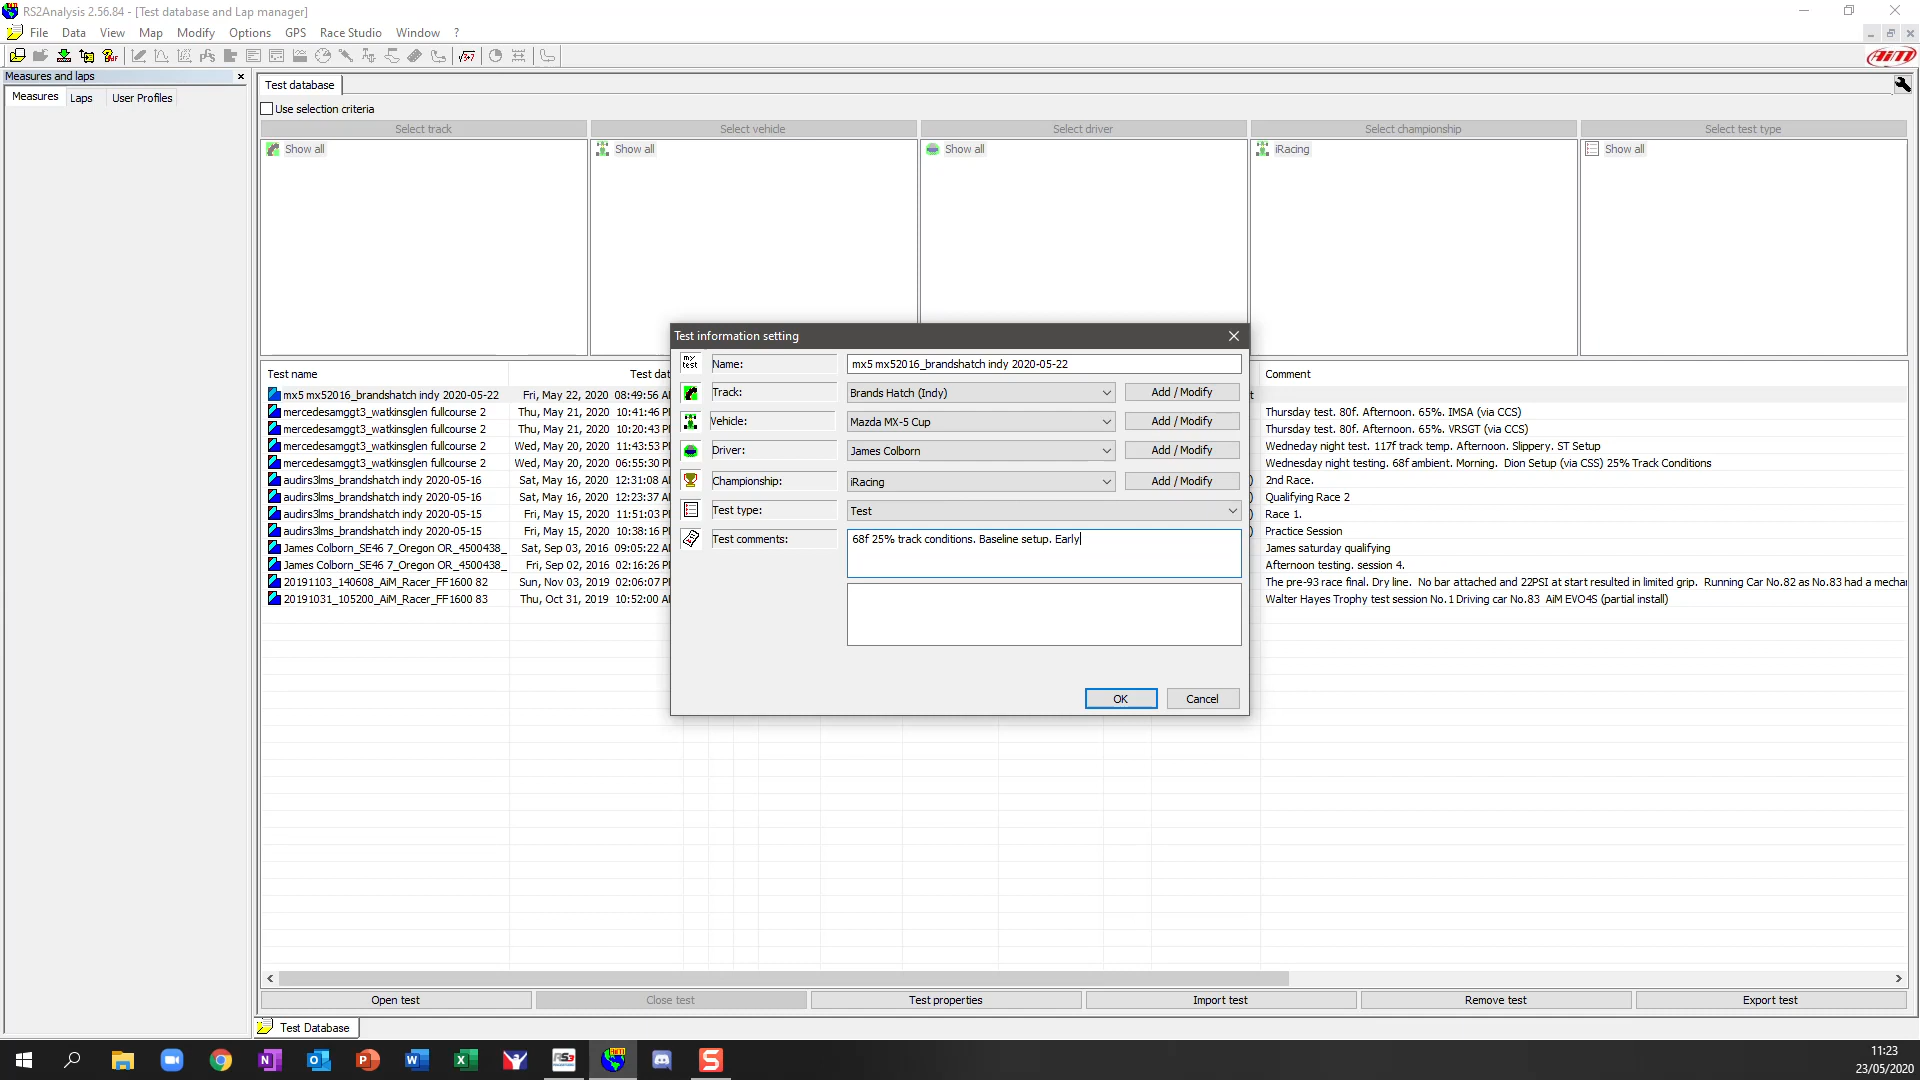 RS2Analysis 2.56.84 - [Test database and Lap manager]
File Data View Map Modify Options GPS Race Studio Window ?
AiM
Measures and laps
Measures Laps User Profiles
Test database
Use selection criteria
Select track Select vehicle Select driver Select championship Select test type
Show all Show all Show all iRacing Show all
Test information setting
my test Name: mx5 mx52016_brandshatch indy 2020-05-22
Track: Brands Hatch (Indy) Add / Modify
Vehicle: Mazda MX-5 Cup Add / Modify
Driver: James Colborn Add / Modify
Championship: iRacing Add / Modify
Test type: Test
Test comments: 68f 25% track conditions. Baseline setup. Early
OK Cancel
Test name Test dat Comment
mx5 mx52016_brandshatch indy 2020-05-22 Fri, May 22, 2020 08:49:56 A
mercedesamggt3_watkinsglen fullcourse 2 Thu, May 21, 2020 10:41:46 P Thursday test. 80f. Afternoon. 65%. IMSA (via CCS)
mercedesamggt3_watkinsglen fullcourse 2 Thu, May 21, 2020 10:20:43 P Thursday test. 80f. Afternoon. 65%. VRSGT (via CCS)
mercedesamggt3_watkinsglen fullcourse 2 Wed, May 20, 2020 11:43:53 P Wedneday night test. 117f track temp. Afternoon. Slippery. ST Setup
mercedesamggt3_watkinsglen fullcourse 2 Wed, May 20, 2020 06:55:30 P Wednesday night testing. 68f ambient. Morning. Dion Setup (via CSS) 25% Track Conditions
audirs3lms_brandshatch indy 2020-05-16 Sat, May 16, 2020 12:31:08 A ) 2nd Race.
audirs3lms_brandshatch indy 2020-05-16 Sat, May 16, 2020 12:23:37 A ) Qualifying Race 2
audirs3lms_brandshatch indy 2020-05-15 Fri, May 15, 2020 11:51:03 P ) Race 1.
audirs3lms_brandshatch indy 2020-05-15 Fri, May 15, 2020 10:38:16 P ) Practice Session
James Colborn_SE46 7_Oregon OR_4500438_ Sat, Sep 03, 2016 09:05:22 A James saturday qualifying
James Colborn_SE46 7_Oregon OR_4500438_ Fri, Sep 02, 2016 02:16:26 P Afternoon testing. session 4.
20191103_140608_AiM_Racer_FF1600 82 Sun, Nov 03, 2019 02:06:07 P The pre-93 race final. Dry line. No bar attached and 22PSI at start resulted in limited grip. Running Car No.82 as No.83 had a mechar
20191031_105200_AiM_Racer_FF1600 83 Thu, Oct 31, 2019 10:52:00 A Walter Hayes Trophy test session No.1 Driving car No.83 AiM EVO4S (partial install)
Open test Close test Test properties Import test Remove test Export test
Test Database
11:23
23/05/2020